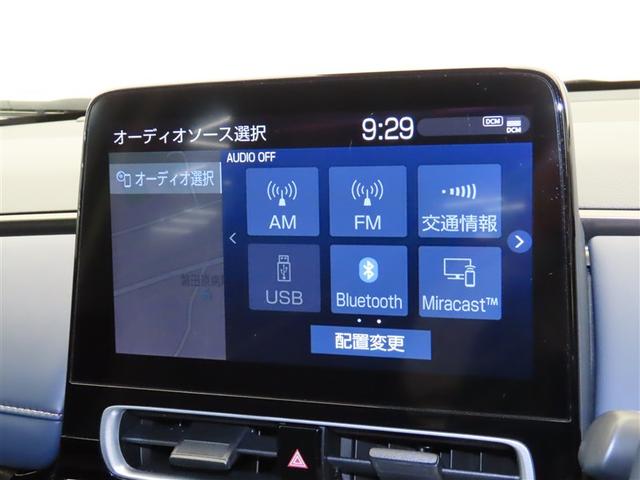 オーディオソース選択
9:29
DCM
DCM
AUDIO OFF
オーディオ選択
AM
FM
交通情報
USB
Bluetooth
Miracast™
配置変更